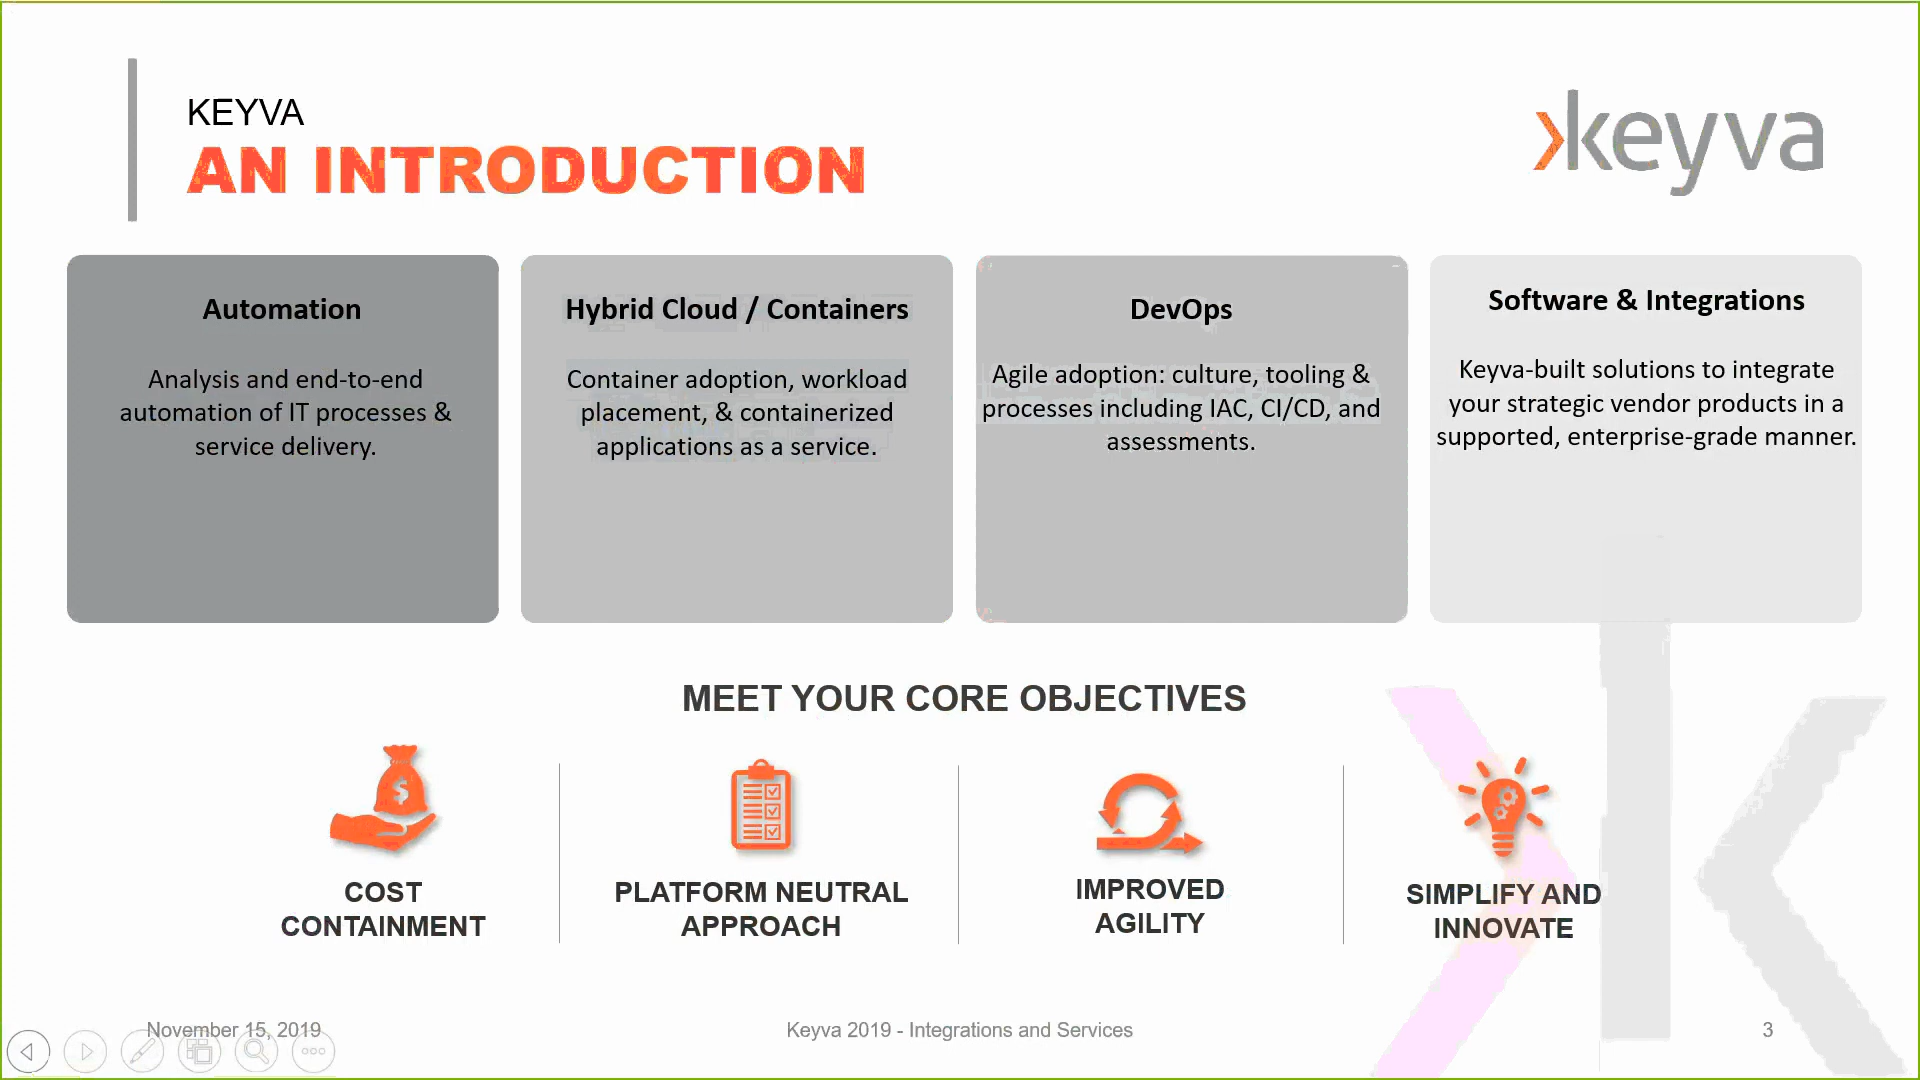 KEYVA
AN INTRODUCTION
keyva
Automation
Analysis and end-to-end
automation of IT processes &
service delivery.
Hybrid Cloud / Containers
Container adoption, workload
placement, & containerized
applications as a service.
DevOps
Agile adoption: culture, tooling &
processes including IAC, CI/CD, and
assessments.
Software & Integrations
Keyva-built solutions to integrate
your strategic vendor products in a
supported, enterprise-grade manner.
MEET YOUR CORE OBJECTIVES
$
COST
CONTAINMENT
PLATFORM NEUTRAL
APPROACH
IMPROVED
AGILITY
SIMPLIFY AND
INNOVATE
November 15, 2019
Keyva 2019 - Integrations and Services
3